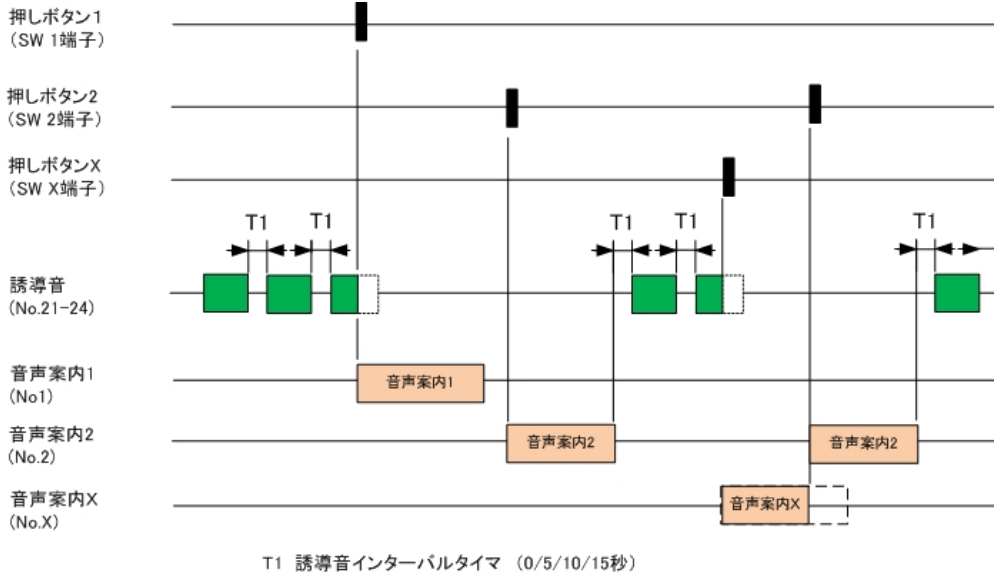 押しボタン1
(SW 1端子)
押しボタン2
(SW 2端子)
押しボタンX
(SW X端子)
T1 T1 T1 T1 T1
誘導音
(No.21-24)
音声案内1
(No1)
音声案内1
音声案内2
(No.2)
音声案内2 音声案内2
音声案内X
(No.X)
音声案内X
T1 誘導音インターバルタイマ (0/5/10/15秒)